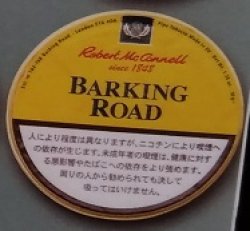 Robert McConnell
since 1848
BARKING
ROAD
人により程度は異なりますが、ニコチンにより喫煙へ
の依存が生じます。未成年者の喫煙は、健康に対す
る悪影響やたばこへの依存をより強めます。
周りの人から勧められても決して
吸ってはいけません。